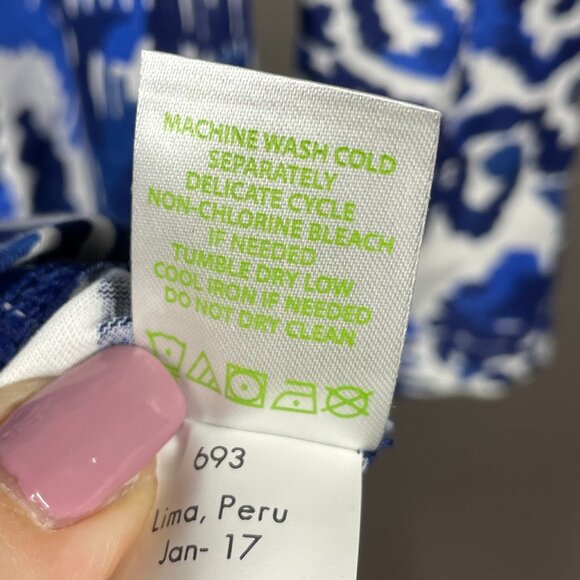 MACHINE WASH COLD
SEPARATELY
DELICATE CYCLE
NON-CHLORINE BLEACH
IF NEEDED
TUMBLE DRY LOW
COOL IRON IF NEEDED
DO NOT DRY CLEAN
693
Lima, Peru
Jan- 17